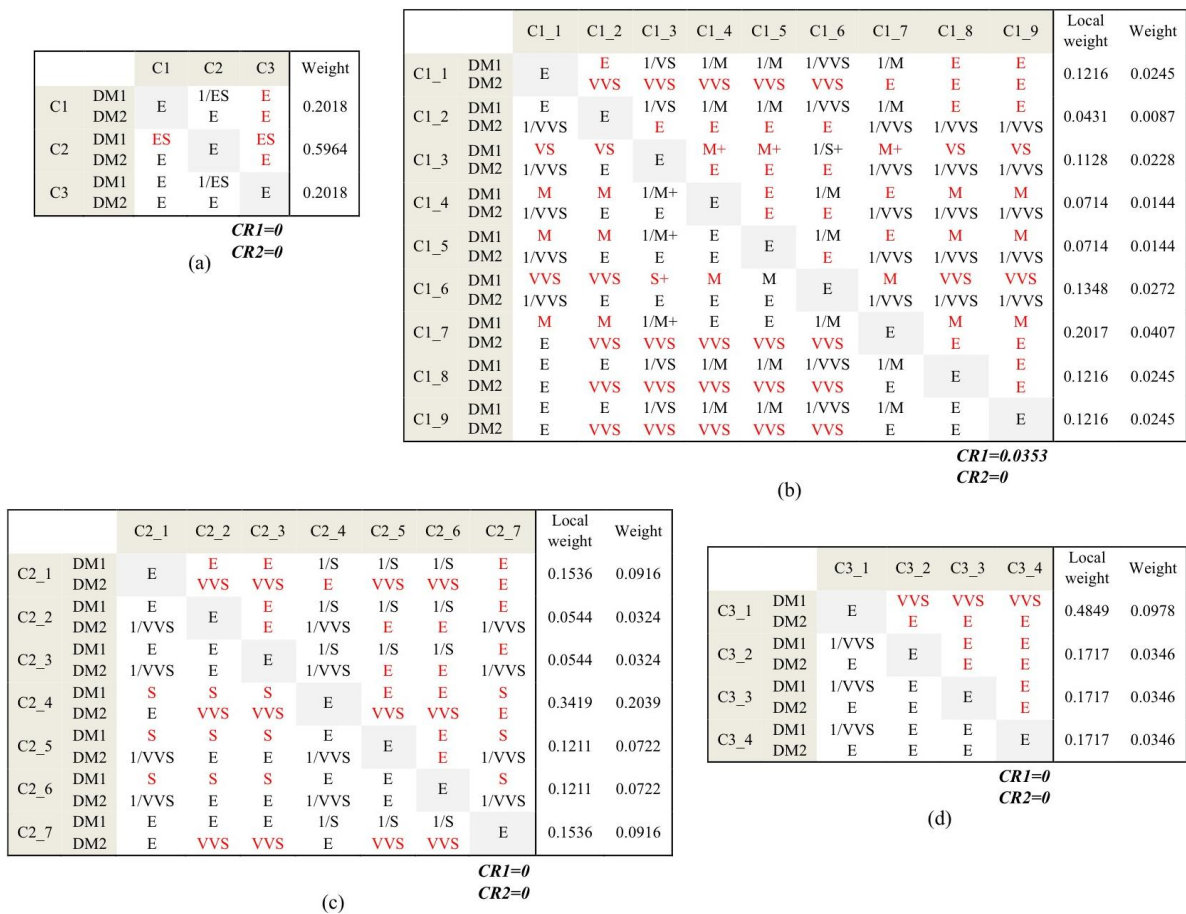 C1 C2 C3 Weight
C1 DM1 E 1/ES E 0.2018
DM2 E E
C2 DM1 ES E ES 0.5964
DM2 E E
C3 DM1 E 1/ES E 0.2018
DM2 E E
CR1=0
CR2=0
(a)
C1_1 C1_2 C1_3 C1_4 C1_5 C1_6 C1_7 C1_8 C1_9 Local weight Weight
C1_1 DM1 E E 1/VS 1/M 1/M 1/VVS 1/M E E 0.1216 0.0245
DM2 VVS VVS VVS VVS VVS E E E
C1_2 DM1 E E 1/VS 1/M 1/M 1/VVS 1/M E E 0.0431 0.0087
DM2 1/VVS E E E E 1/VVS 1/VVS 1/VVS
C1_3 DM1 VS VS E M+ M+ 1/S+ M+ VS VS 0.1128 0.0228
DM2 1/VVS E E E E 1/VVS 1/VVS 1/VVS
C1_4 DM1 M M 1/M+ E E 1/M E M M 0.0714 0.0144
DM2 1/VVS E E E E 1/VVS 1/VVS 1/VVS
C1_5 DM1 M M 1/M+ E E 1/M E M M 0.0714 0.0144
DM2 1/VVS E E E E 1/VVS 1/VVS 1/VVS
C1_6 DM1 VVS VVS S+ M M E M VVS VVS 0.1348 0.0272
DM2 1/VVS E E E E 1/VVS 1/VVS 1/VVS
C1_7 DM1 M M 1/M+ E E 1/M E M M 0.2017 0.0407
DM2 E VVS VVS VVS VVS VVS E E
C1_8 DM1 E E 1/VS 1/M 1/M 1/VVS 1/M E E 0.1216 0.0245
DM2 E VVS VVS VVS VVS VVS E E
C1_9 DM1 E E 1/VS 1/M 1/M 1/VVS 1/M E E 0.1216 0.0245
DM2 E VVS VVS VVS VVS VVS E E
CR1=0.0353
CR2=0
(b)
C2_1 C2_2 C2_3 C2_4 C2_5 C2_6 C2_7 Local weight Weight
C2_1 DM1 E E E 1/S 1/S 1/S E 0.1536 0.0916
DM2 VVS VVS E VVS VVS E
C2_2 DM1 E E E 1/S 1/S 1/S E 0.0544 0.0324
DM2 1/VVS E 1/VVS E E 1/VVS
C2_3 DM1 E E E 1/S 1/S 1/S E 0.0544 0.0324
DM2 1/VVS E 1/VVS E E 1/VVS
C2_4 DM1 S S S E E E S 0.3419 0.2039
DM2 E VVS VVS VVS VVS E
C2_5 DM1 S S S E E E S 0.1211 0.0722
DM2 1/VVS E E 1/VVS E 1/VVS
C2_6 DM1 S S S E E E S 0.1211 0.0722
DM2 1/VVS E E 1/VVS E 1/VVS
C2_7 DM1 E E E 1/S 1/S 1/S E 0.1536 0.0916
DM2 E VVS VVS E VVS VVS
CR1=0
CR2=0
(c)
C3_1 C3_2 C3_3 C3_4 Local weight Weight
C3_1 DM1 E VVS VVS VVS 0.4849 0.0978
DM2 E E E
C3_2 DM1 1/VVS E E E 0.1717 0.0346
DM2 E E E
C3_3 DM1 1/VVS E E E 0.1717 0.0346
DM2 E E E
C3_4 DM1 1/VVS E E E 0.1717 0.0346
DM2 E E E
CR1=0
CR2=0
(d)